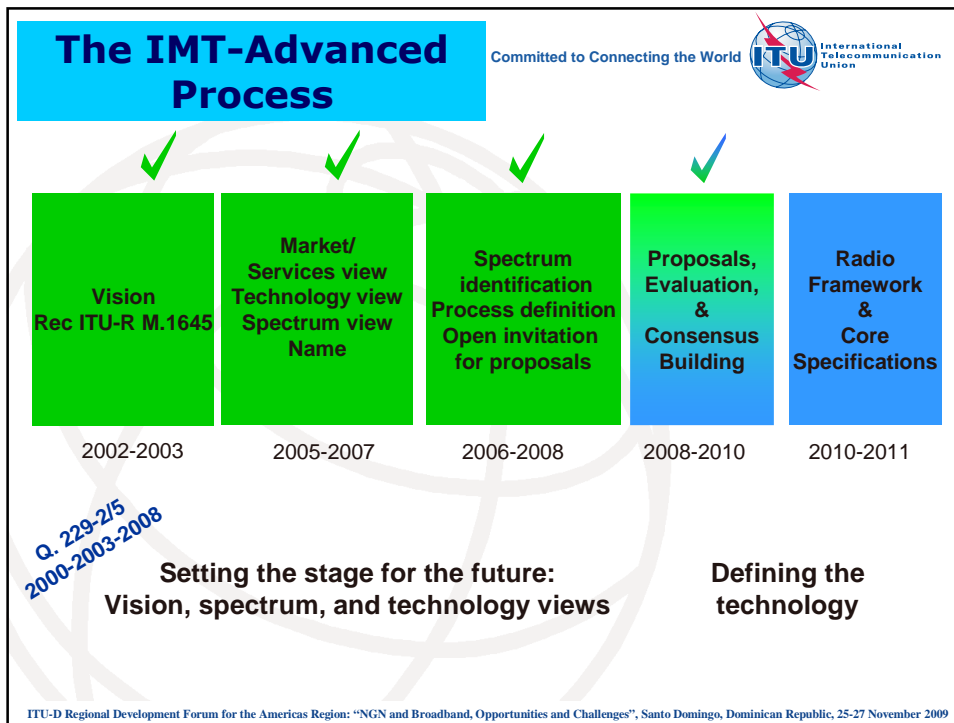 The IMT-Advanced
Process
Committed to Connecting the World
ITU
International
Telecommunication
Union
Vision
Rec ITU-R M.1645
Market/
Services view
Technology view
Spectrum view
Name
Spectrum
identification
Process definition
Open invitation
for proposals
Proposals,
Evaluation,
&
Consensus
Building
Radio
Framework
&
Core
Specifications
2002-2003
2005-2007
2006-2008
2008-2010
2010-2011
Q. 229-2/5
2000-2003-2008
Setting the stage for the future:
Vision, spectrum, and technology views
Defining the
technology
ITU-D Regional Development Forum for the Americas Region: “NGN and Broadband, Opportunities and Challenges”, Santo Domingo, Dominican Republic, 25-27 November 2009